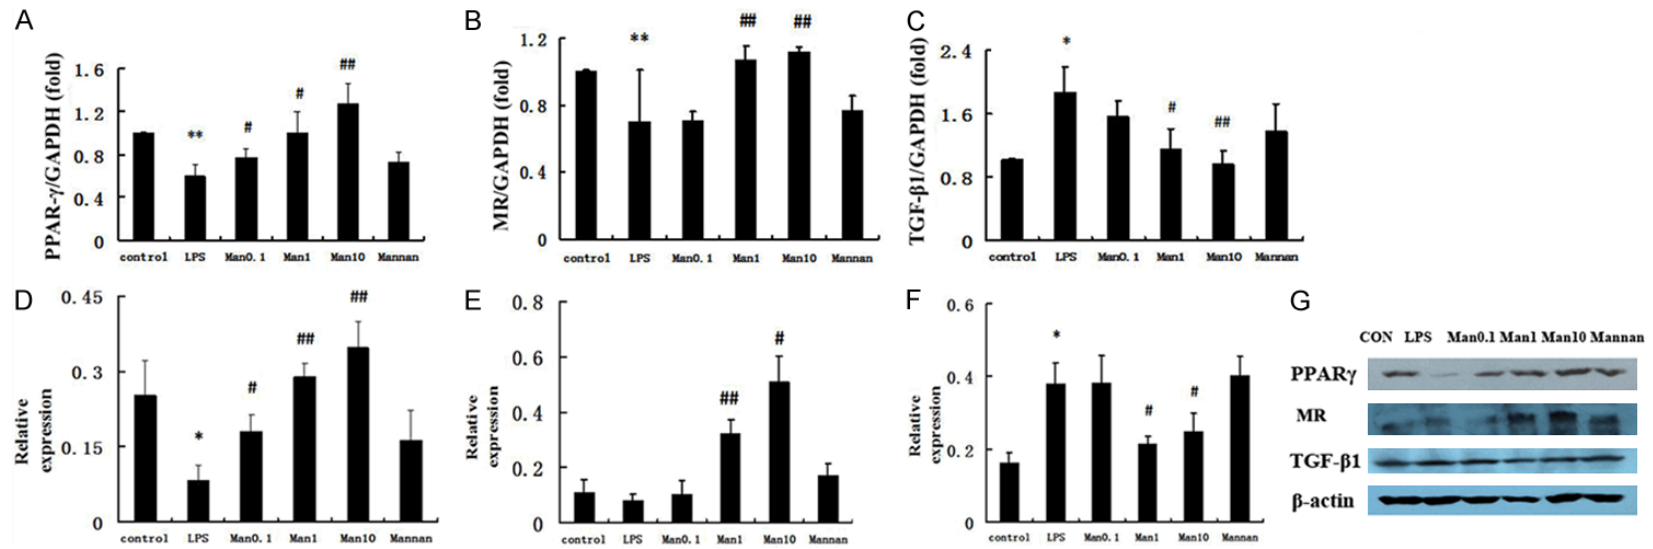 A
PPAR-γ/GAPDH (fold)
1.6
1.2
0.8
0.4
0
** # # ##
control LPS Man0.1 Man1 Man10 Mannan
B
MR/GAPDH (fold)
1.2
0.8
0.4
0
** ## ##
control LPS Man0.1 Man1 Man10 Mannan
C
TGF-β1/GAPDH (fold)
2.4
1.6
0.8
0
* # ##
control LPS Man0.1 Man1 Man10 Mannan
D
Relative
expression
0.45
0.3
0.15
0
* # ## ##
control LPS Man0.1 Man1 Man10 Mannan
E
Relative
expression
0.8
0.6
0.4
0.2
0
## #
control LPS Man0.1 Man1 Man10 Mannan
F
Relative
expression
0.6
0.4
0.2
0
* # #
control LPS Man0.1 Man1 Man10 Mannan
G
CON LPS Man0.1 Man1 Man10 Mannan
PPARγ
MR
TGF-β1
β-actin